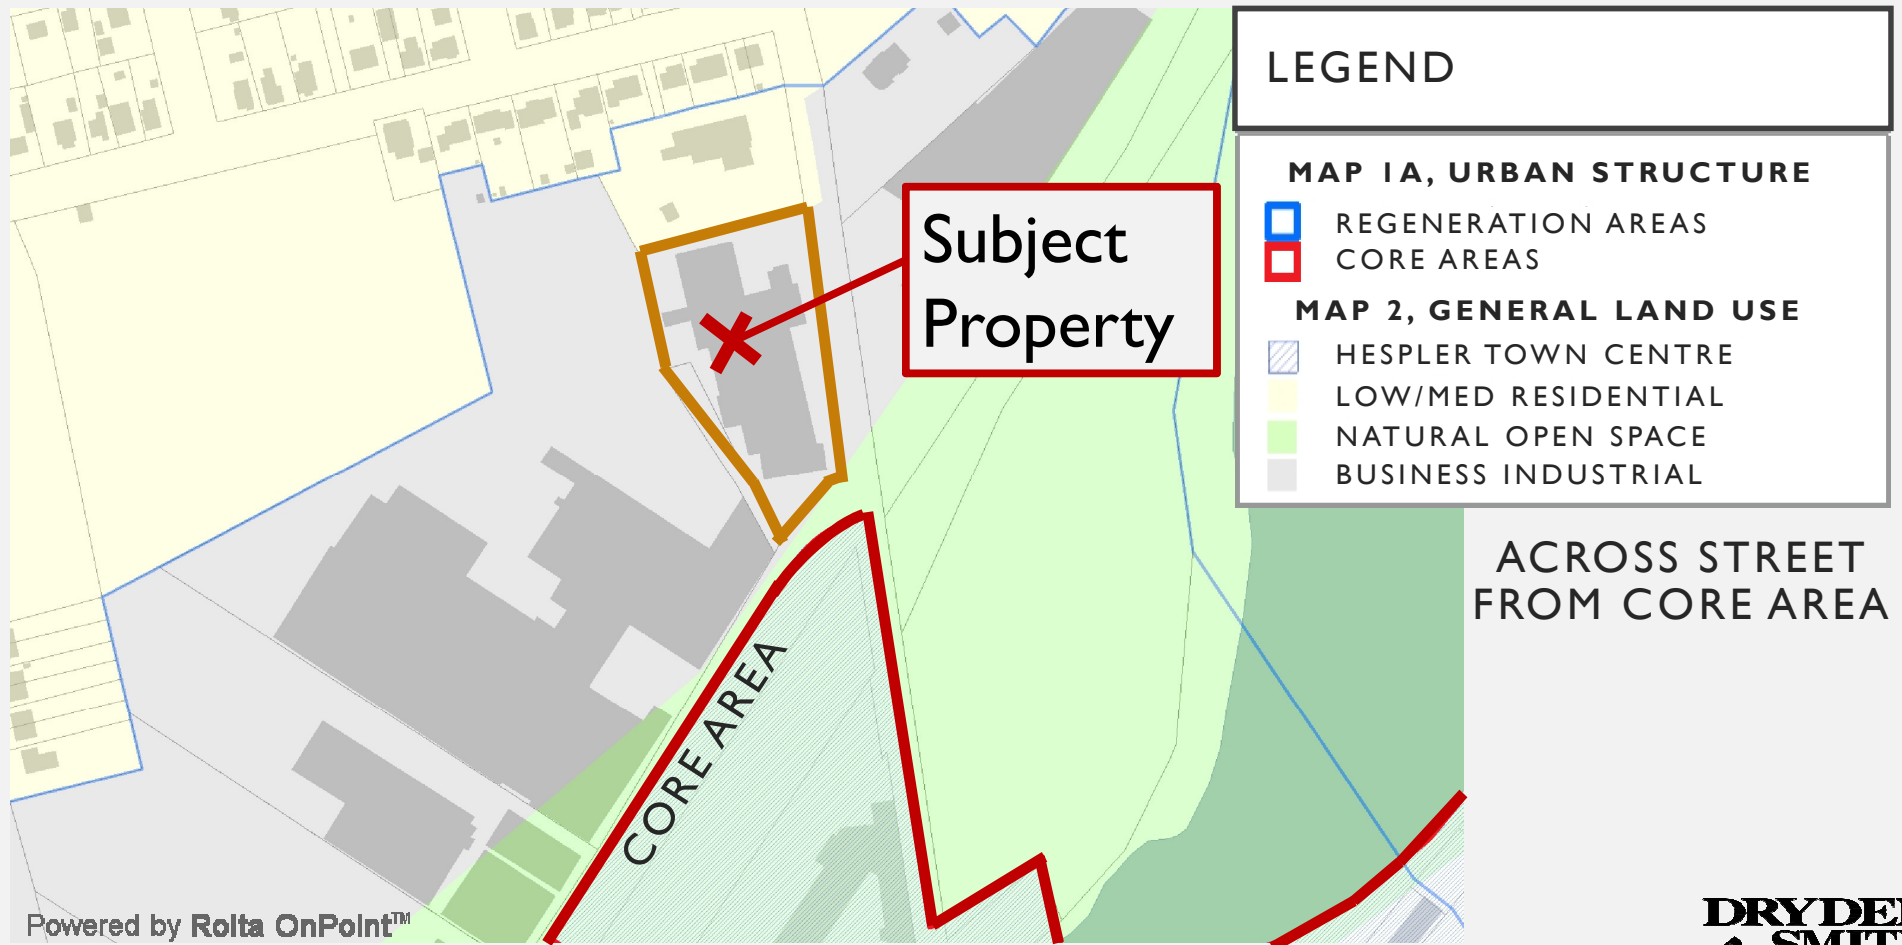 LEGEND
MAP 1A, URBAN STRUCTURE
REGENERATION AREAS
CORE AREAS
MAP 2, GENERAL LAND USE
HESPLER TOWN CENTRE
LOW/MED RESIDENTIAL
NATURAL OPEN SPACE
BUSINESS INDUSTRIAL
Subject
Property
ACROSS STREET
FROM CORE AREA
CORE AREA
Powered by Rolta OnPoint™